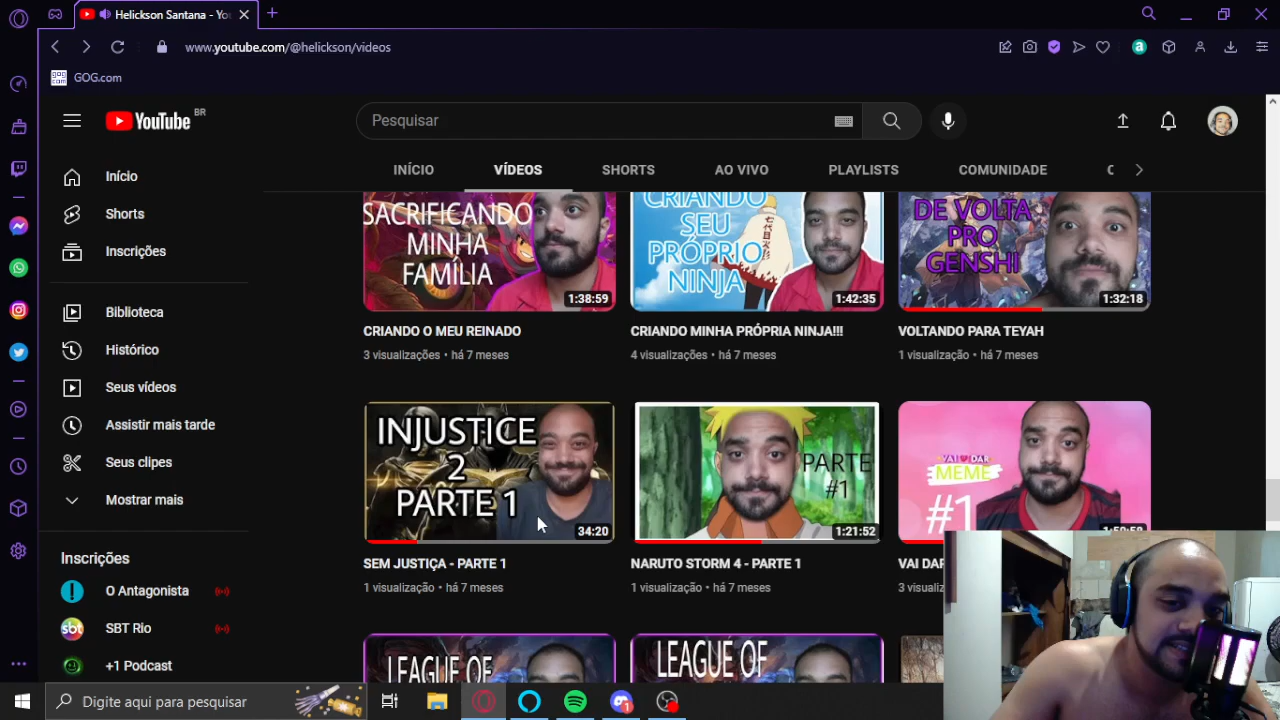 Helickson Santana - Yo
www.youtube.com/@helickson/videos
GOG.com
YouTube BR
Pesquisar
INÍCIO VÍDEOS SHORTS AO VIVO PLAYLISTS COMUNIDADE C
Início
Shorts
Inscrições
Biblioteca
Histórico
Seus vídeos
Assistir mais tarde
Seus clipes
Mostrar mais
Inscrições
O Antagonista
SBT Rio
+1 Podcast
SACRIFICANDO
MINHA
FAMÍLIA
1:38:59
CRIANDO O MEU REINADO
3 visualizações • há 7 meses
CRIANDO
SEU
PRÓPRIO
NINJA
1:42:35
CRIANDO MINHA PRÓPRIA NINJA!!!
4 visualizações • há 7 meses
DE VOLTA
PRO
GENSHI
1:32:18
VOLTANDO PARA TEYAH
1 visualização • há 7 meses
INJUSTICE
2
PARTE 1
34:20
SEM JUSTIÇA - PARTE 1
1 visualização • há 7 meses
PARTE
#1
1:21:52
NARUTO STORM 4 - PARTE 1
1 visualização • há 7 meses
VAI DAR
MEME
#1
VAI DAR
3 visuali
LEAGUE OF
LEAGUE OF
Digite aqui para pesquisar